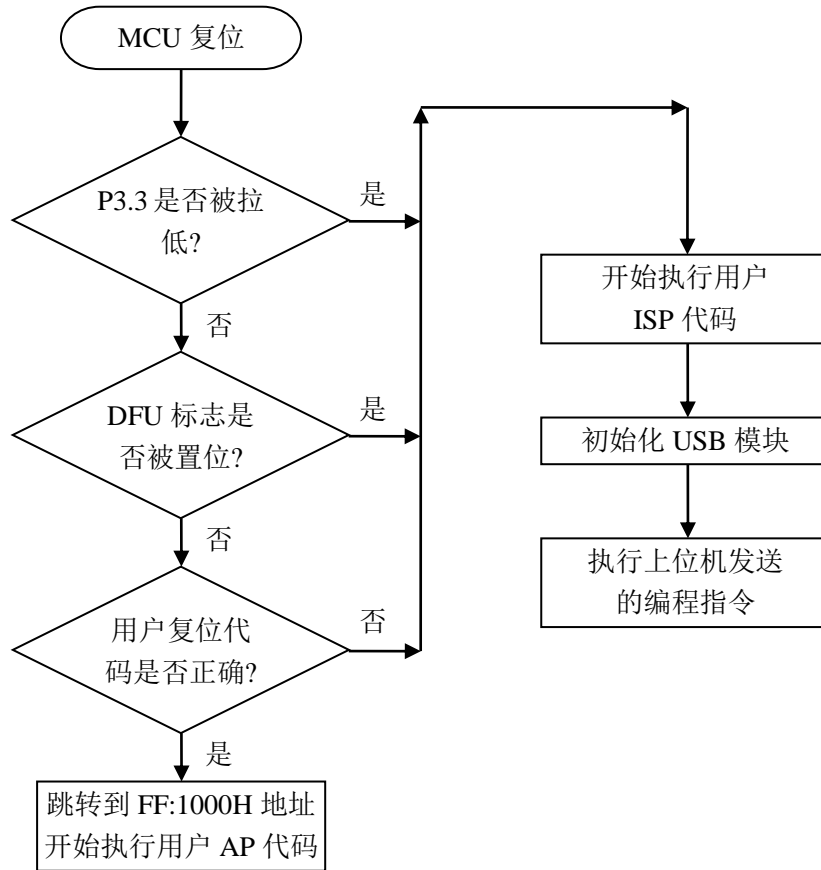 MCU 复位
P3.3 是否被拉
低?
是
否
DFU 标志是
否被置位?
是
否
用户复位代
码是否正确?
否
是
跳转到 FF:1000H 地址
开始执行用户 AP 代码
开始执行用户
ISP 代码
初始化 USB 模块
执行上位机发送
的编程指令